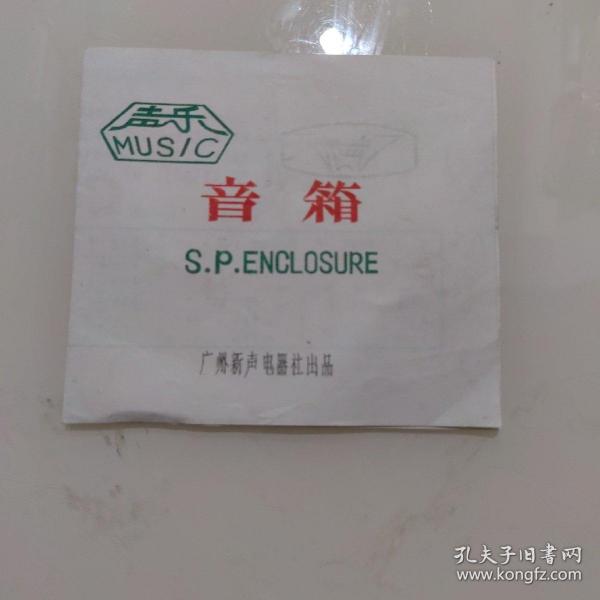 声乐
MUSIC
音箱
S.P.ENCLOSURE
广州新声电器社出品
孔夫子旧書网
www.kongfz.com